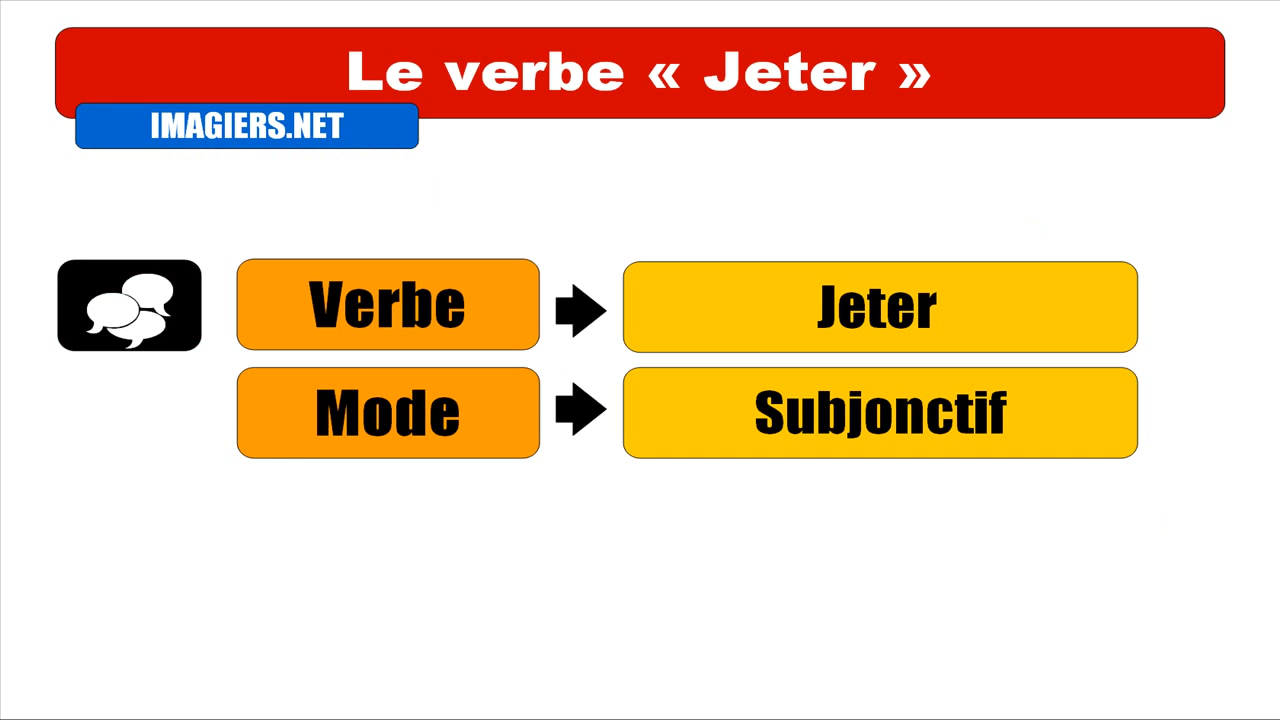 Le verbe « Jeter »
IMAGIERS.NET
Verbe Jeter
Mode Subjonctif